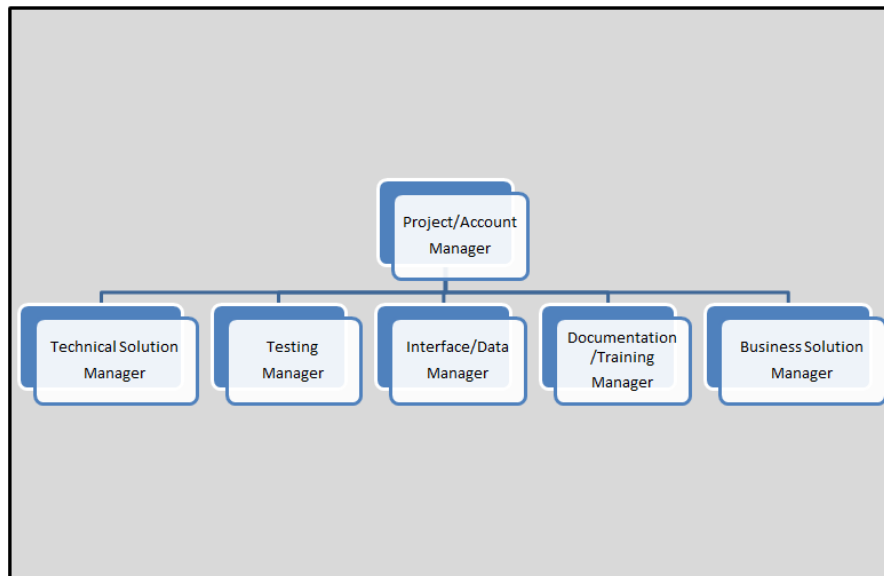 Project/Account
Manager
Technical Solution
Manager
Testing
Manager
Interface/Data
Manager
Documentation
/Training
Manager
Business Solution
Manager